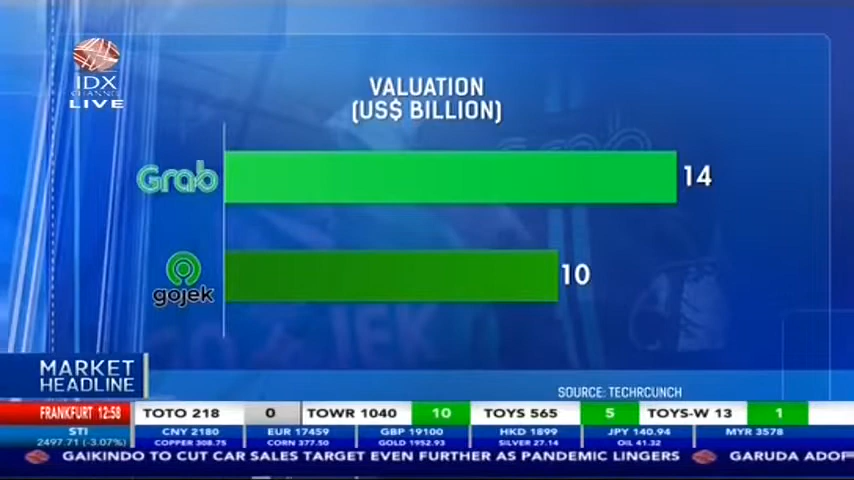 IDX
CHANNEL
LIVE
VALUATION
(US$ BILLION)
Grab
14
gojek
10
MARKET
HEADLINE
SOURCE: TECHRCUNCH
FRANKFURT 12:58
TOTO 218 0 TOWR 1040 10 TOYS 565 5 TOYS-W 13 1
STI
2497.71 (-3.07%)
CNY 2180 EUR 17459 GBP 19100 HKD 1899 JPY 140.94 MYR 3578
COPPER 308.75 CORN 377.50 GOLD 1952.93 SILVER 27.14 OIL 41.32
GAIKINDO TO CUT CAR SALES TARGET EVEN FURTHER AS PANDEMIC LINGERS GARUDA ADOP